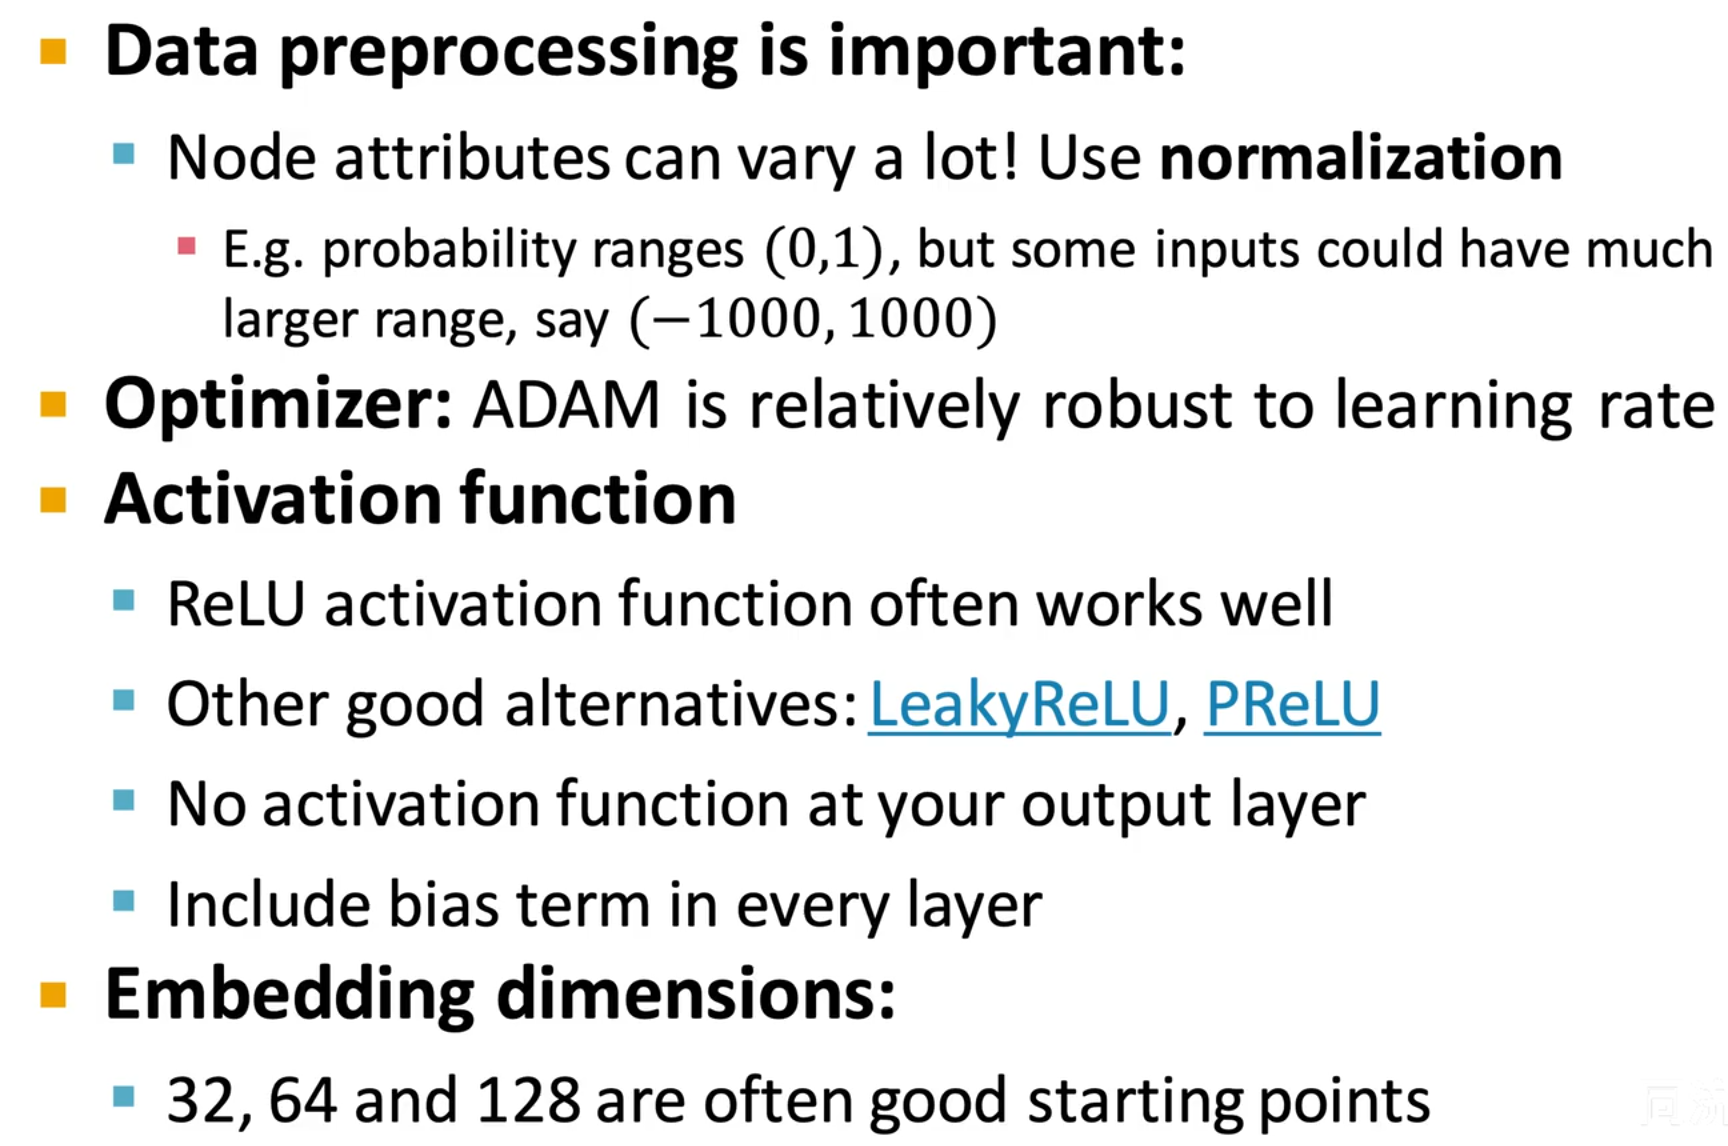 Data preprocessing is important:
Node attributes can vary a lot! Use normalization
E.g. probability ranges (0,1), but some inputs could have much
larger range, say (−1000, 1000)
Optimizer: ADAM is relatively robust to learning rate
Activation function
ReLU activation function often works well
Other good alternatives: LeakyReLU, PReLU
No activation function at your output layer
Include bias term in every layer
Embedding dimensions:
32, 64 and 128 are often good starting points